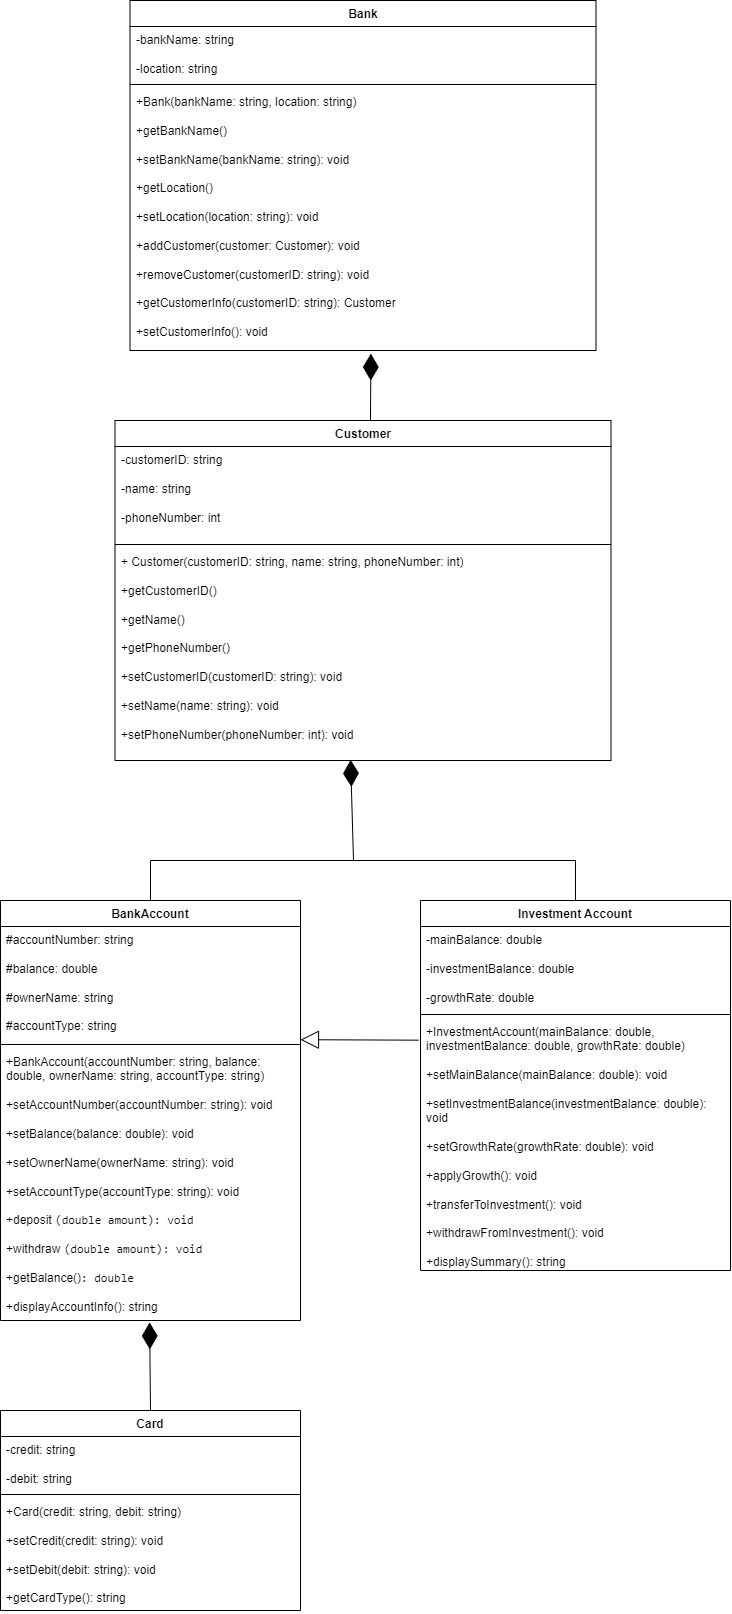 Bank
-bankName: string
-location: string
+Bank(bankName: string, location: string)
+getBankName()
+setBankName(bankName: string): void
+getLocation()
+setLocation(location: string): void
+addCustomer(customer: Customer): void
+removeCustomer(customerID: string): void
+getCustomerInfo(customerID: string): Customer
+setCustomerInfo(): void
Customer
-customerID: string
-name: string
-phoneNumber: int
+ Customer(customerID: string, name: string, phoneNumber: int)
+getCustomerID()
+getName()
+getPhoneNumber()
+setCustomerID(customerID: string): void
+setName(name: string): void
+setPhoneNumber(phoneNumber: int): void
BankAccount
#accountNumber: string
#balance: double
#ownerName: string
#accountType: string
+BankAccount(accountNumber: string, balance:
double, ownerName: string, accountType: string)
+setAccountNumber(accountNumber: string): void
+setBalance(balance: double): void
+setOwnerName(ownerName: string): void
+setAccountType(accountType: string): void
+deposit (double amount): void
+withdraw (double amount): void
+getBalance(): double
+displayAccountInfo(): string
Investment Account
-mainBalance: double
-investmentBalance: double
-growthRate: double
+InvestmentAccount(mainBalance: double,
investmentBalance: double, growthRate: double)
+setMainBalance(mainBalance: double): void
+setInvestmentBalance(investmentBalance: double):
void
+setGrowthRate(growthRate: double): void
+applyGrowth(): void
+transferToInvestment(): void
+withdrawFromInvestment(): void
+displaySummary(): string
Card
-credit: string
-debit: string
+Card(credit: string, debit: string)
+setCredit(credit: string): void
+setDebit(debit: string): void
+getCardType(): string